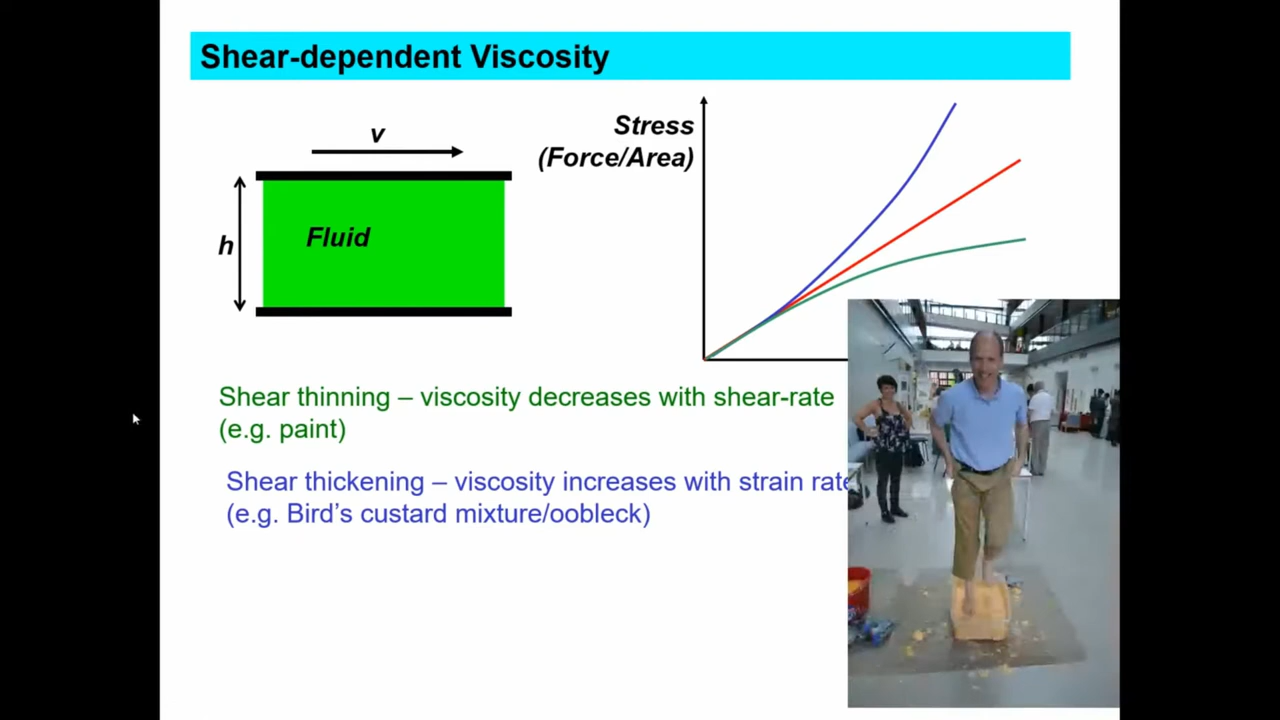 Shear-dependent Viscosity
v
h
Fluid
Stress
(Force/Area)
Shear thinning – viscosity decreases with shear-rate
(e.g. paint)
Shear thickening – viscosity increases with strain rate
(e.g. Bird’s custard mixture/oobleck)